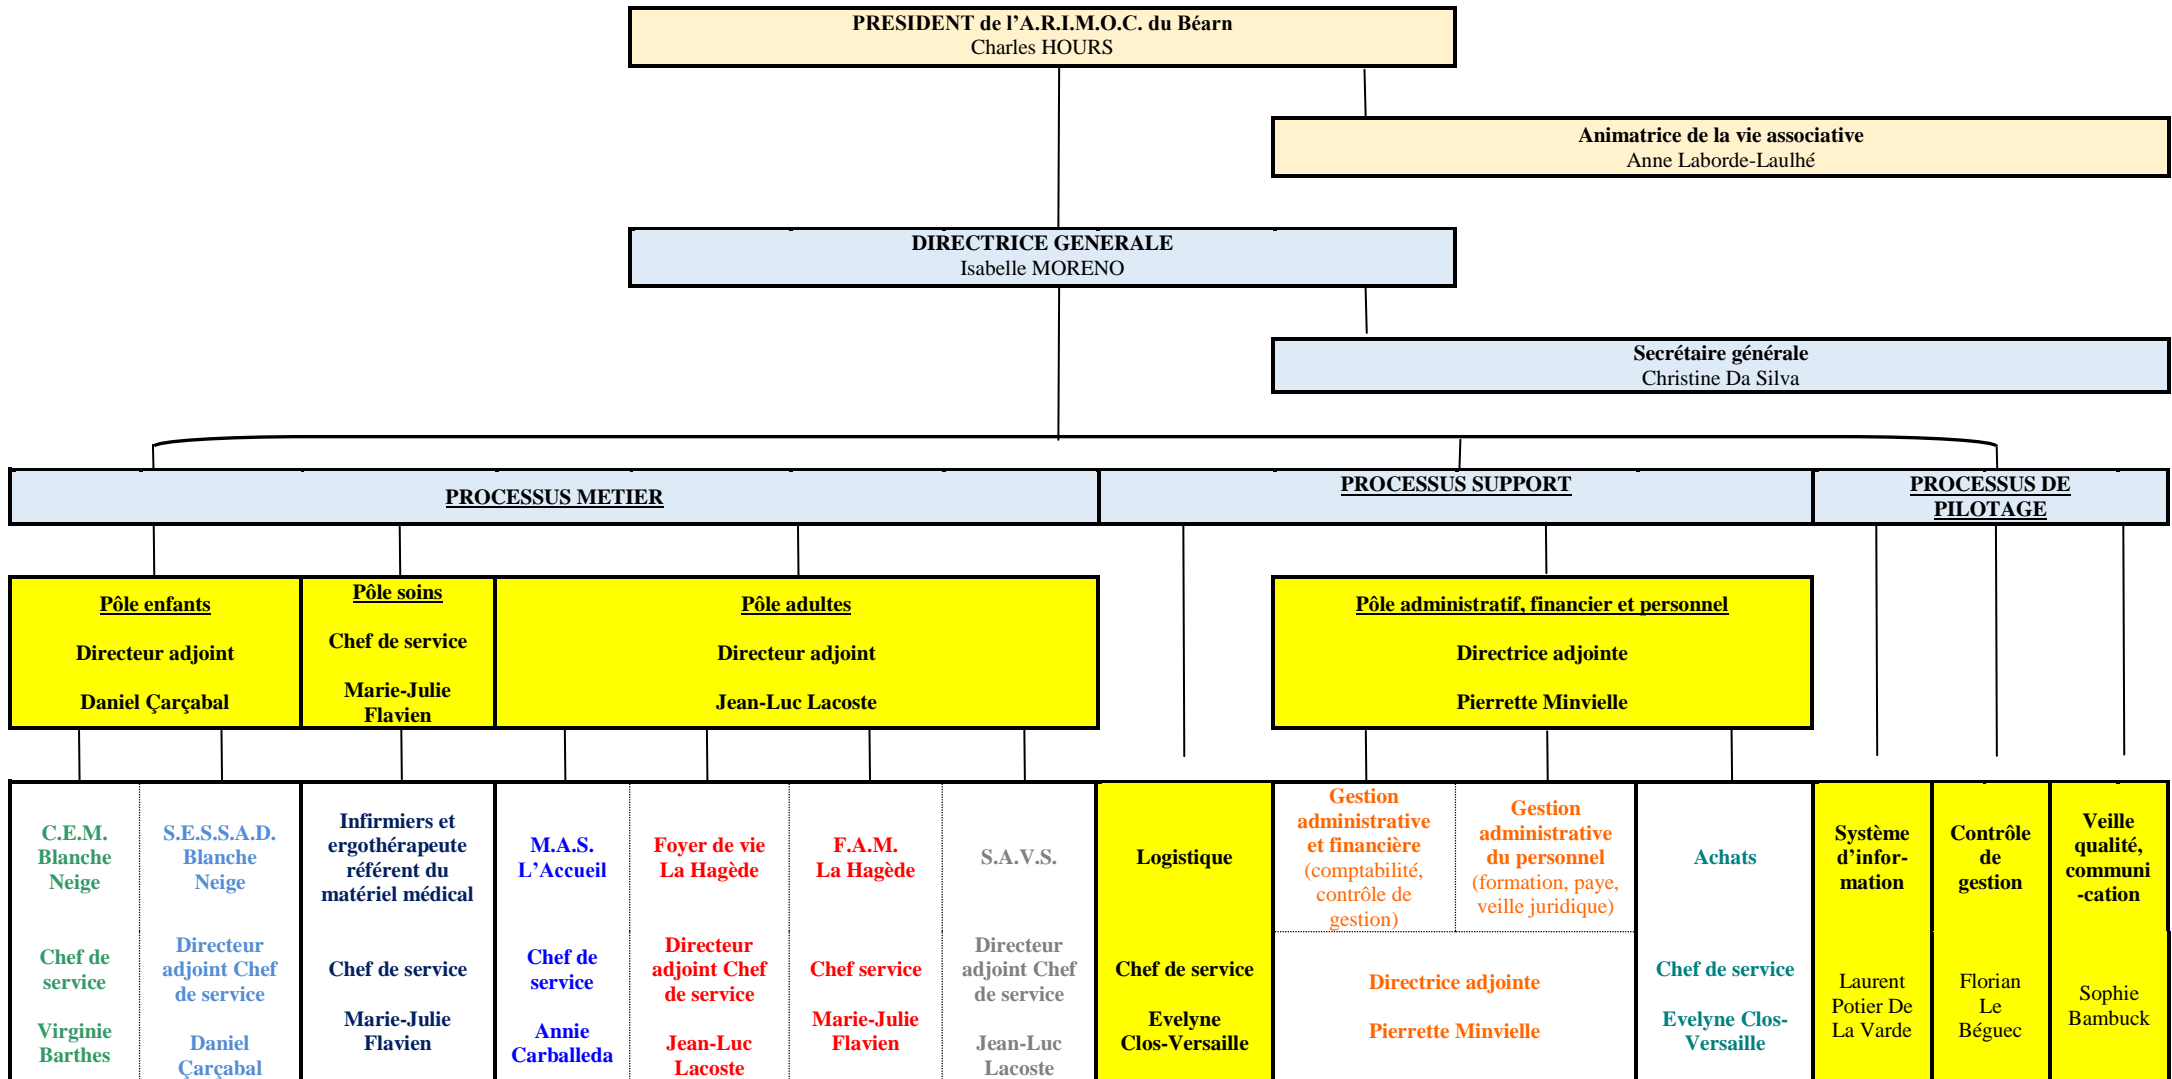 PRESIDENT de l'A.R.I.M.O.C. du Béarn
Charles HOURS
Animatrice de la vie associative
Anne Laborde-Laulhé
DIRECTRICE GENERALE
Isabelle MORENO
Secrétaire générale
Christine Da Silva
PROCESSUS METIER
PROCESSUS SUPPORT
PROCESSUS DE
PILOTAGE
Pôle enfants
Directeur adjoint
Daniel Çarçabal
Pôle soins
Chef de service
Marie-Julie
Flavien
Pôle adultes
Directeur adjoint
Jean-Luc Lacoste
Pôle administratif, financier et personnel
Directrice adjointe
Pierrette Minvielle
C.E.M.
Blanche
Neige
Chef de
service
Virginie
Barthes
S.E.S.S.A.D.
Blanche
Neige
Directeur
adjoint Chef
de service
Daniel
Çarçabal
Infirmiers et
ergothérapeute
référent du
matériel médical
Chef de service
Marie-Julie
Flavien
M.A.S.
L'Accueil
Chef de
service
Annie
Carballeda
Foyer de vie
La Hagède
Directeur
adjoint Chef
de service
Jean-Luc
Lacoste
F.A.M.
La Hagède
Chef service
Marie-Julie
Flavien
S.A.V.S.
Directeur
adjoint Chef
de service
Jean-Luc
Lacoste
Logistique
Chef de service
Evelyne
Clos-Versaille
Gestion
administrative
et financière
(comptabilité,
contrôle de
gestion)
Gestion
administrative
du personnel
(formation, paye,
veille juridique)
Directrice adjointe
Pierrette Minvielle
Achats
Chef de service
Evelyne Clos-
Versaille
Système
d'infor-
mation
Laurent
Potier De
La Varde
Contrôle
de
gestion
Florian
Le
Béguec
Veille
qualité,
communi
-cation
Sophie
Bambuck